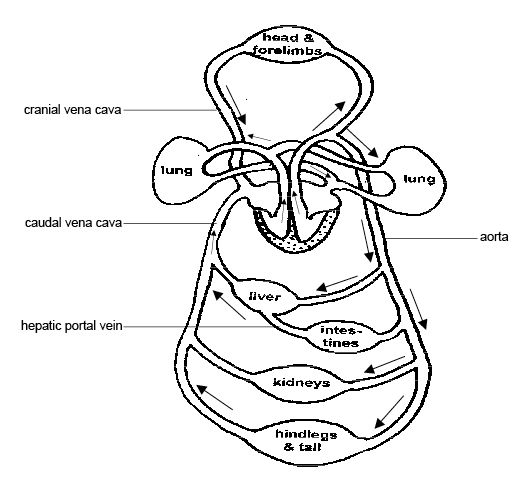 head &
forelimbs
cranial vena cava
lung
lung
caudal vena cava
aorta
liver
hepatic portal vein
intes-
tines
kidneys
hindlegs
& tail